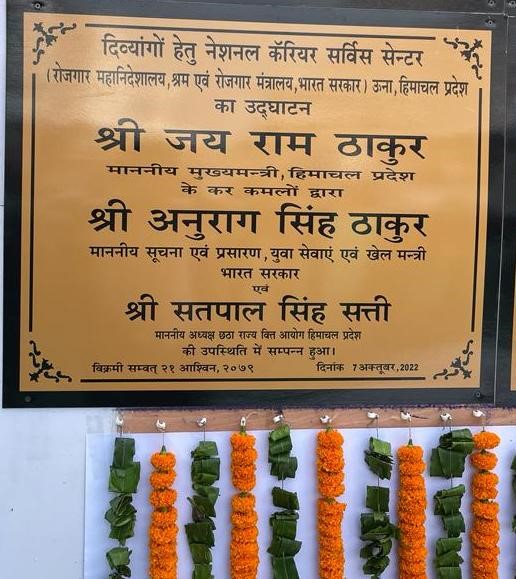 दिव्यांगों हेतु नेशनल कॅरियर सर्विस सेन्टर
(रोजगार महानिदेशालय,श्रम एवं रोजगार मंत्रालय,भारत सरकार) ऊना,हिमाचल प्रदेश
का उद्घाटन
श्री जय राम ठाकुर
माननीय मुख्यमन्त्री,हिमाचल प्रदेश
के कर कमलों द्वारा
श्री अनुराग सिंह ठाकुर
माननीय सूचना एवं प्रसारण,युवा सेवाएं एवं खेल मन्त्री
भारत सरकार
एवं
श्री सतपाल सिंह सत्ती
माननीय अध्यक्ष छठा राज्य वित्त आयोग हिमाचल प्रदेश
की उपस्थिति में सम्पन्न हुआ।
विक्रमी सम्वत् २१ आश्विन, २०७९ दिनांक 7अक्तूबर,2022